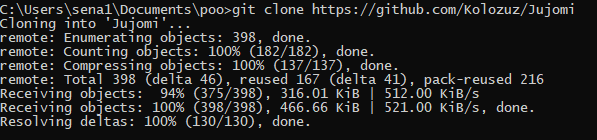 C:\Users\sena1\Documents\poo>git clone https://github.com/Kolozuz/Jujomi
Cloning into 'Jujomi'...
remote: Enumerating objects: 398, done.
remote: Counting objects: 100% (182/182), done.
remote: Compressing objects: 100% (137/137), done.
remote: Total 398 (delta 46), reused 167 (delta 41), pack-reused 216
Receiving objects:  94% (375/398), 316.01 KiB | 512.00 KiB/s
Receiving objects: 100% (398/398), 466.66 KiB | 521.00 KiB/s, done.
Resolving deltas: 100% (130/130), done.